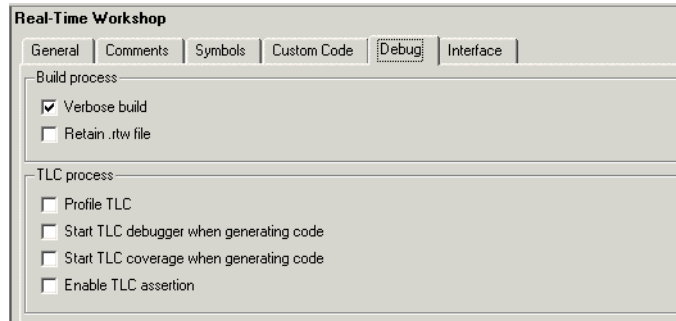 Real-Time Workshop
General Comments Symbols Custom Code Debug Interface
Build process
Verbose build
Retain .rtw file
TLC process
Profile TLC
Start TLC debugger when generating code
Start TLC coverage when generating code
Enable TLC assertion